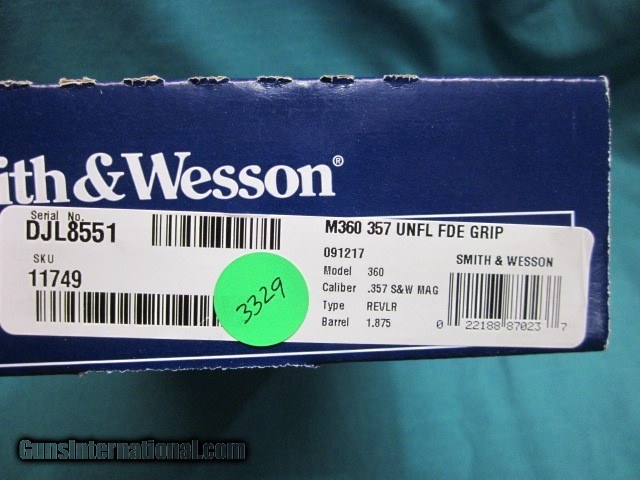 ith & Wesson®
Serial No.
DJL8551
SKU
11749
3329
M360 357 UNFL FDE GRIP
091217
Model 360
Caliber .357 S&W MAG
Type REVLR
Barrel 1.875
SMITH & WESSON
0 22188 87023 7
GunsInternational.com